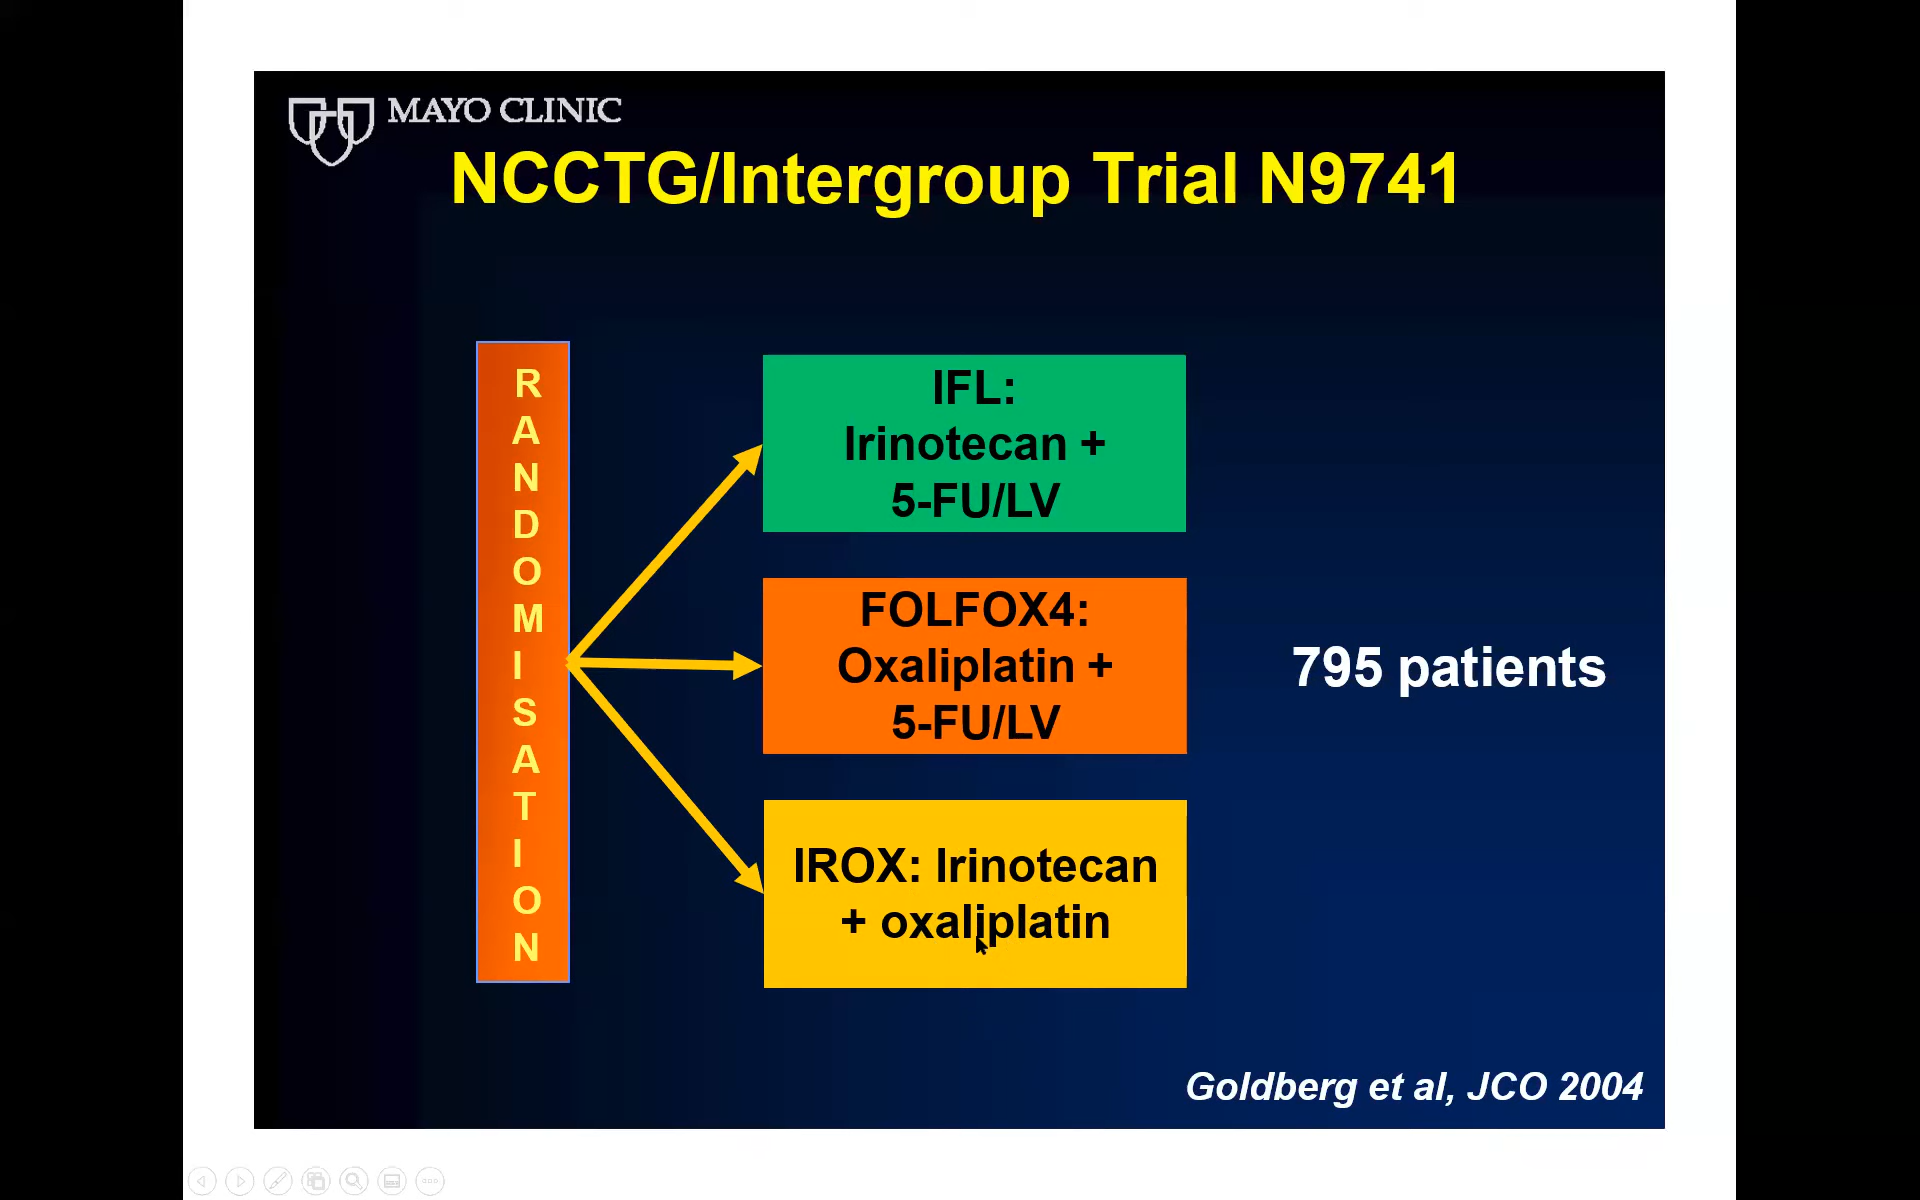 MAYO CLINIC
NCCTG/Intergroup Trial N9741
R
A
N
D
O
M
I
S
A
T
I
O
N
IFL:
Irinotecan +
5-FU/LV
FOLFOX4:
Oxaliplatin +
5-FU/LV
IROX: Irinotecan
+ oxaliplatin
795 patients
Goldberg et al, JCO 2004